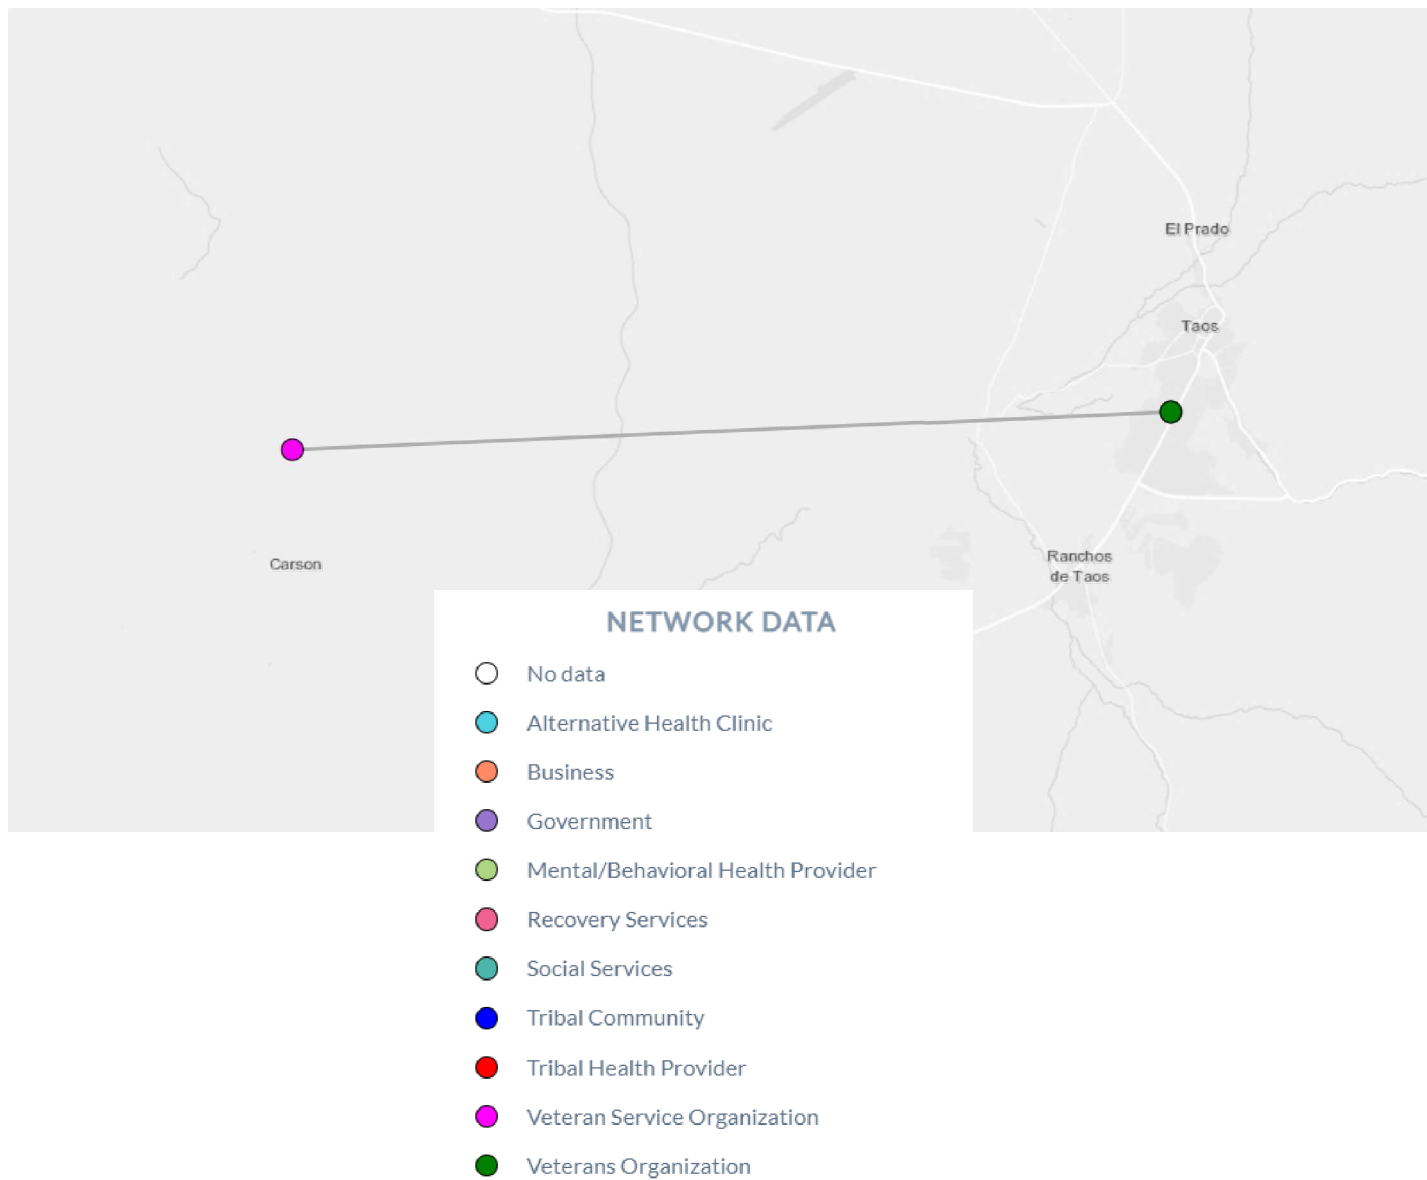 El Prado
Taos
Carson
Ranchos
de Taos
NETWORK DATA
No data
Alternative Health Clinic
Business
Government
Mental/Behavioral Health Provider
Recovery Services
Social Services
Tribal Community
Tribal Health Provider
Veteran Service Organization
Veterans Organization